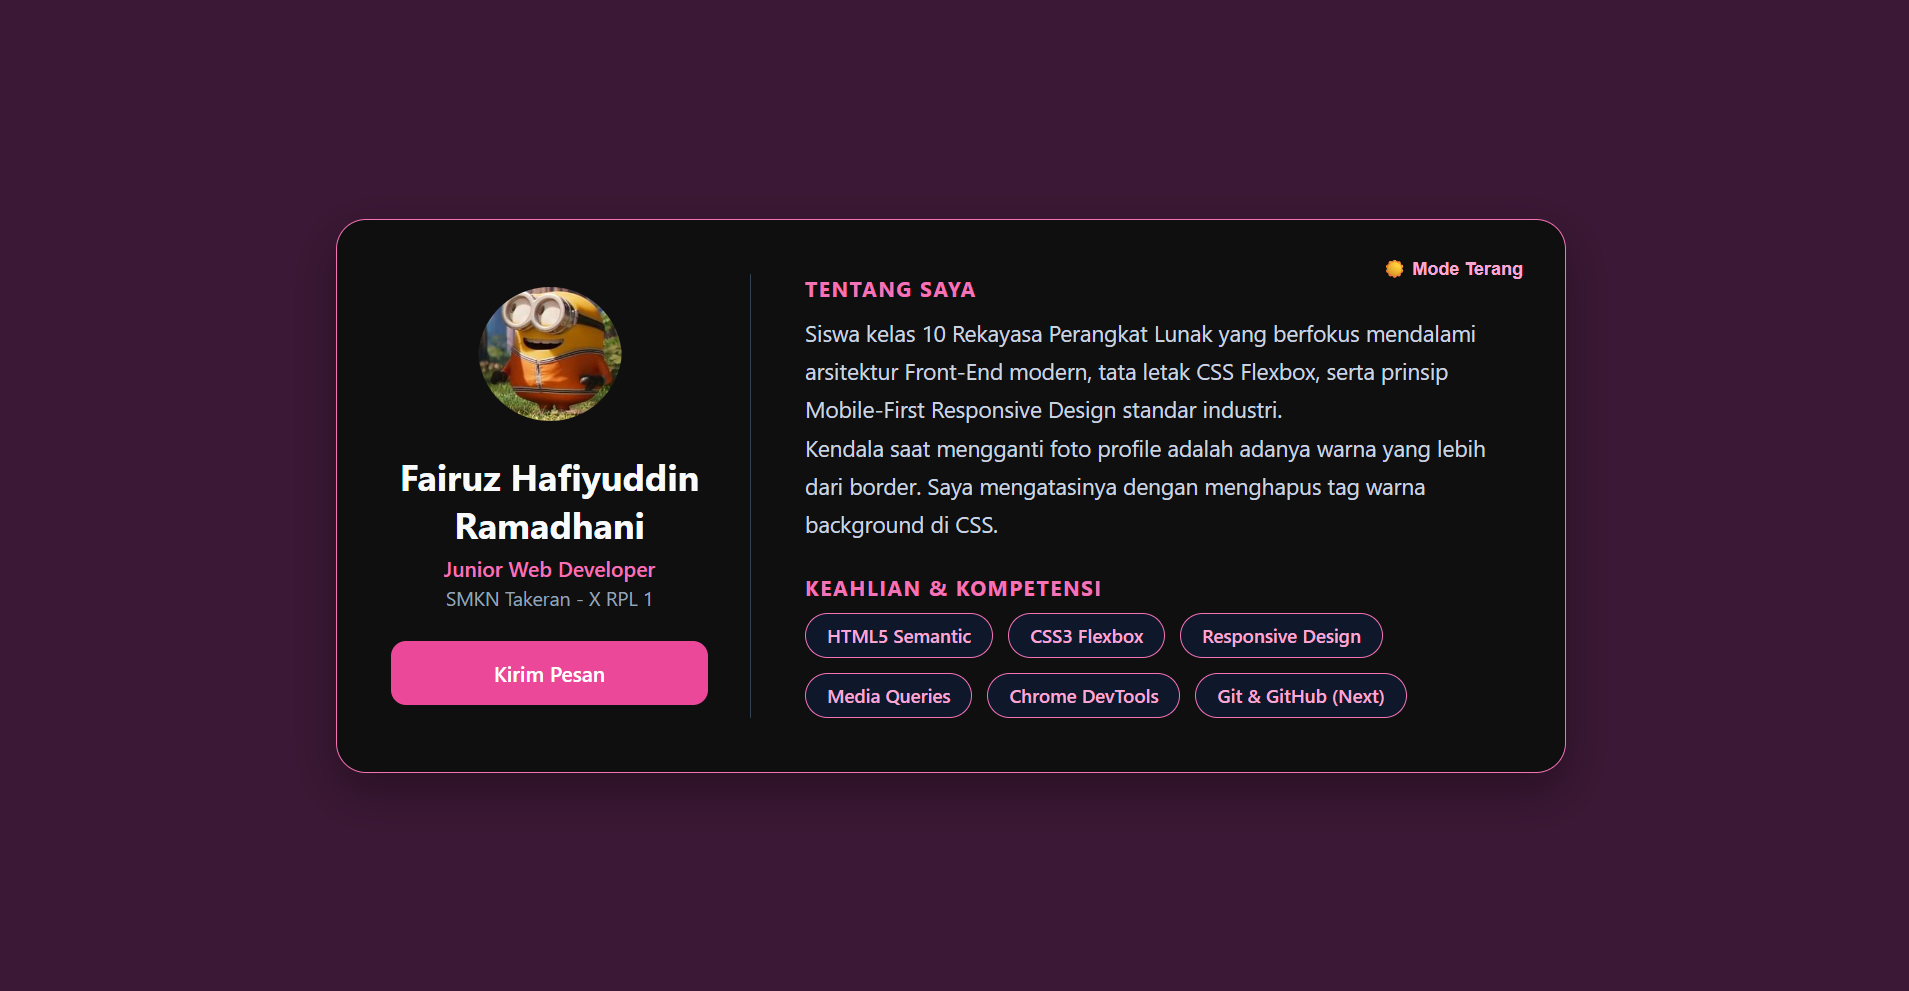 Fairuz Hafiyuddin
Ramadhani
Junior Web Developer
SMKN Takeran - X RPL 1
Kirim Pesan
Mode Terang
TENTANG SAYA
Siswa kelas 10 Rekayasa Perangkat Lunak yang berfokus mendalami
arsitektur Front-End modern, tata letak CSS Flexbox, serta prinsip
Mobile-First Responsive Design standar industri.
Kendala saat mengganti foto profile adalah adanya warna yang lebih
dari border. Saya mengatasinya dengan menghapus tag warna
background di CSS.
KEAHLIAN & KOMPETENSI
HTML5 Semantic
CSS3 Flexbox
Responsive Design
Media Queries
Chrome DevTools
Git & GitHub (Next)